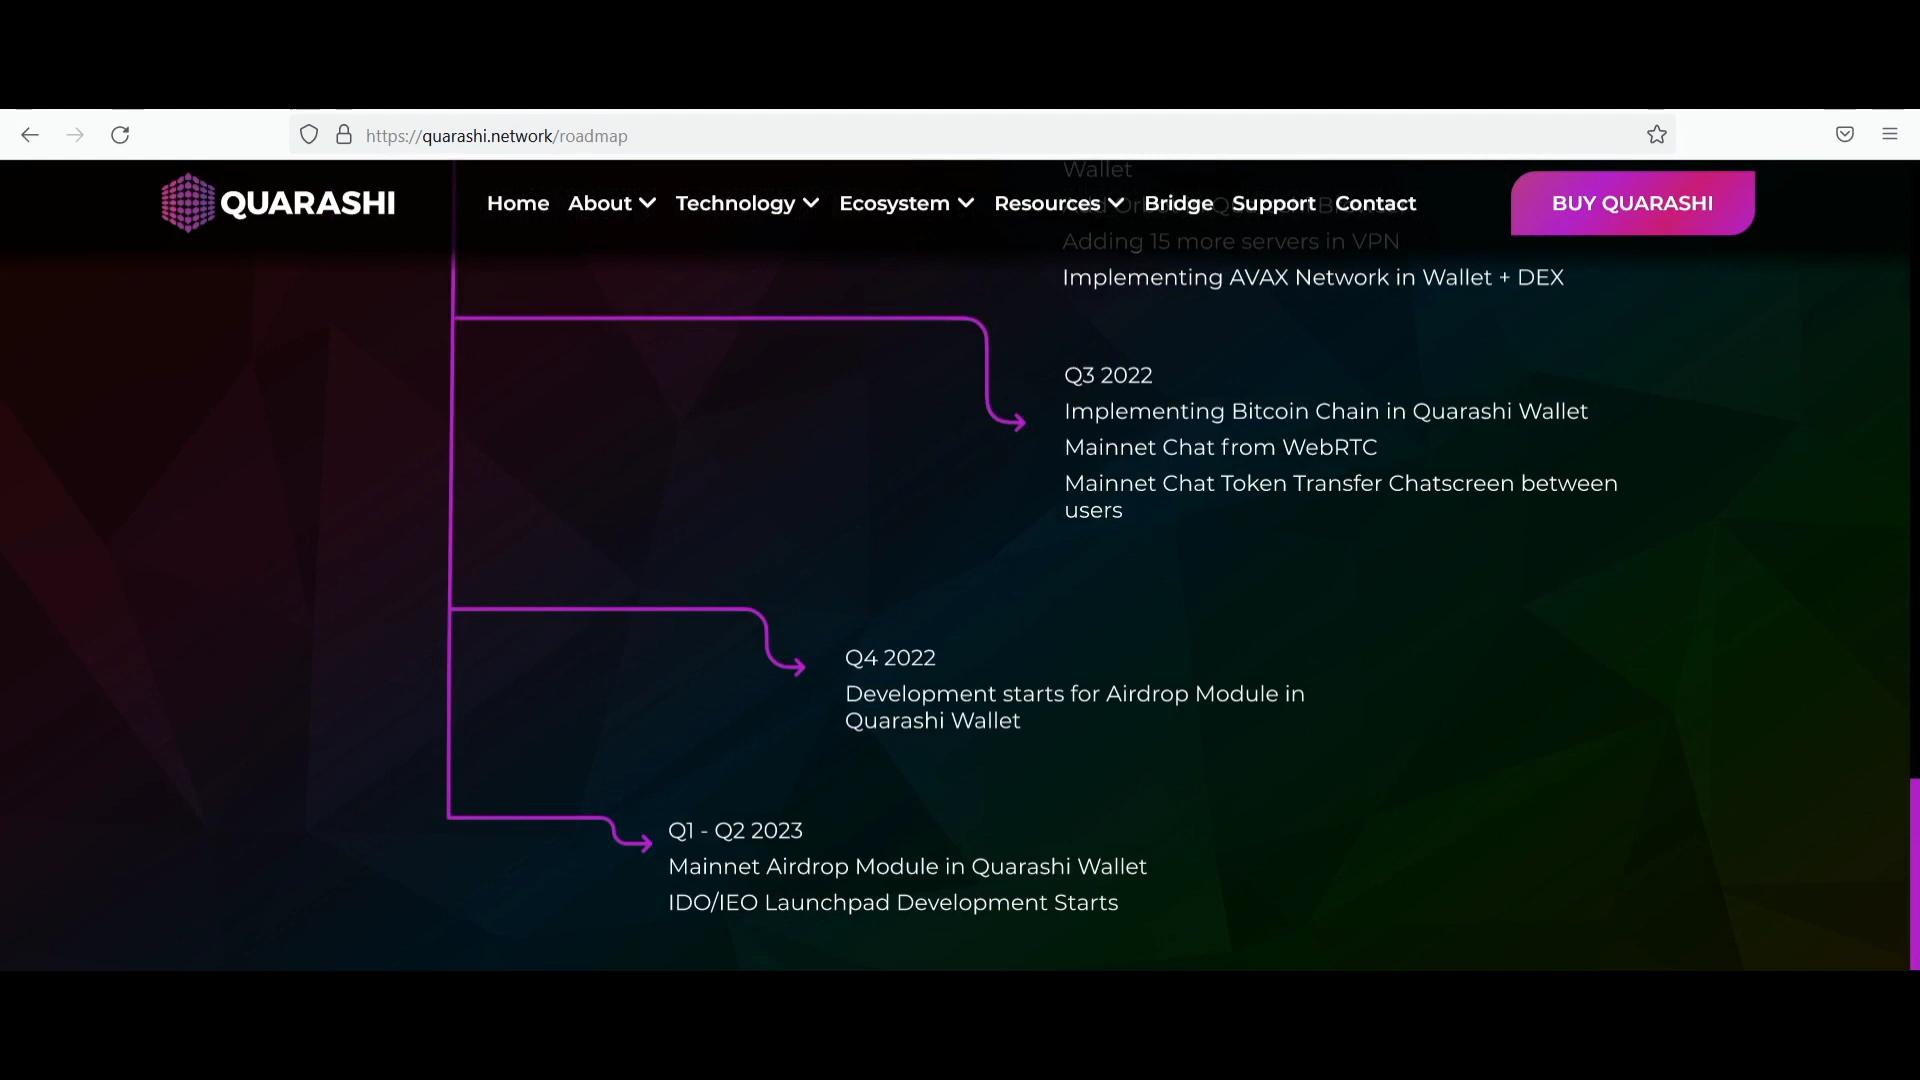 https://quarashi.network/roadmap
Wallet
QUARASHI
Home About Technology Ecosystem Resources Bridge Support Contact
BUY QUARASHI
Adding 15 more servers in VPN
Implementing AVAX Network in Wallet + DEX
Q3 2022
Implementing Bitcoin Chain in Quarashi Wallet
Mainnet Chat from WebRTC
Mainnet Chat Token Transfer Chatscreen between
users
Q4 2022
Development starts for Airdrop Module in
Quarashi Wallet
Q1 - Q2 2023
Mainnet Airdrop Module in Quarashi Wallet
IDO/IEO Launchpad Development Starts